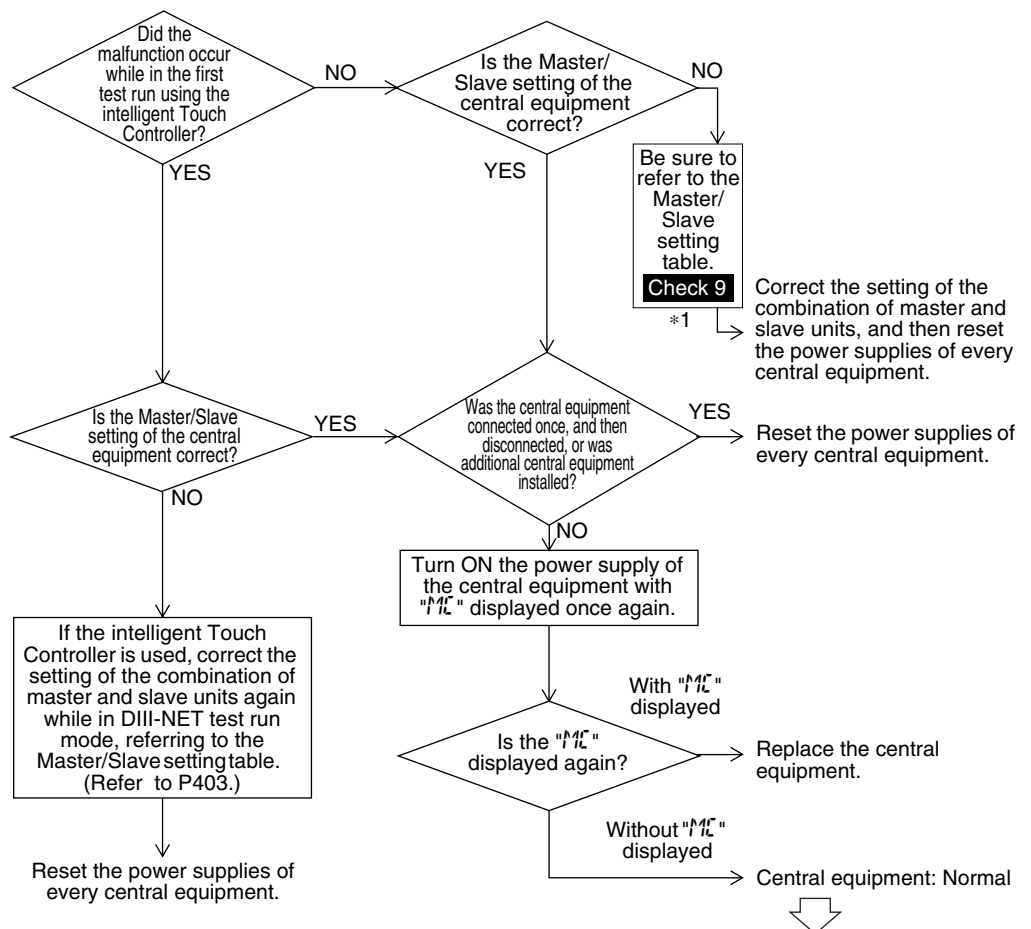 Did the
malfunction occur
while in the first
test run using the
intelligent Touch
Controller?
NO
YES
Is the Master/
Slave setting of the
central equipment
correct?
NO
YES
Be sure to
refer to the
Master/
Slave
setting
table.
Check 9
*1
Correct the setting of the
combination of master and
slave units, and then reset
the power supplies of every
central equipment.
Is the Master/Slave
setting of the central
equipment correct?
YES
NO
Was the central equipment
connected once, and then
disconnected, or was
additional central equipment
installed?
YES
Reset the power supplies of
every central equipment.
NO
Turn ON the power supply of
the central equipment with
"MC" displayed once again.
If the intelligent Touch
Controller is used, correct the
setting of the combination of
master and slave units again
while in DIII-NET test run
mode, referring to the
Master/Slave setting table.
(Refer to P403.)
Reset the power supplies of
every central equipment.
Is the "MC"
displayed again?
With "MC"
displayed
Replace the central
equipment.
Without "MC"
displayed
Central equipment: Normal